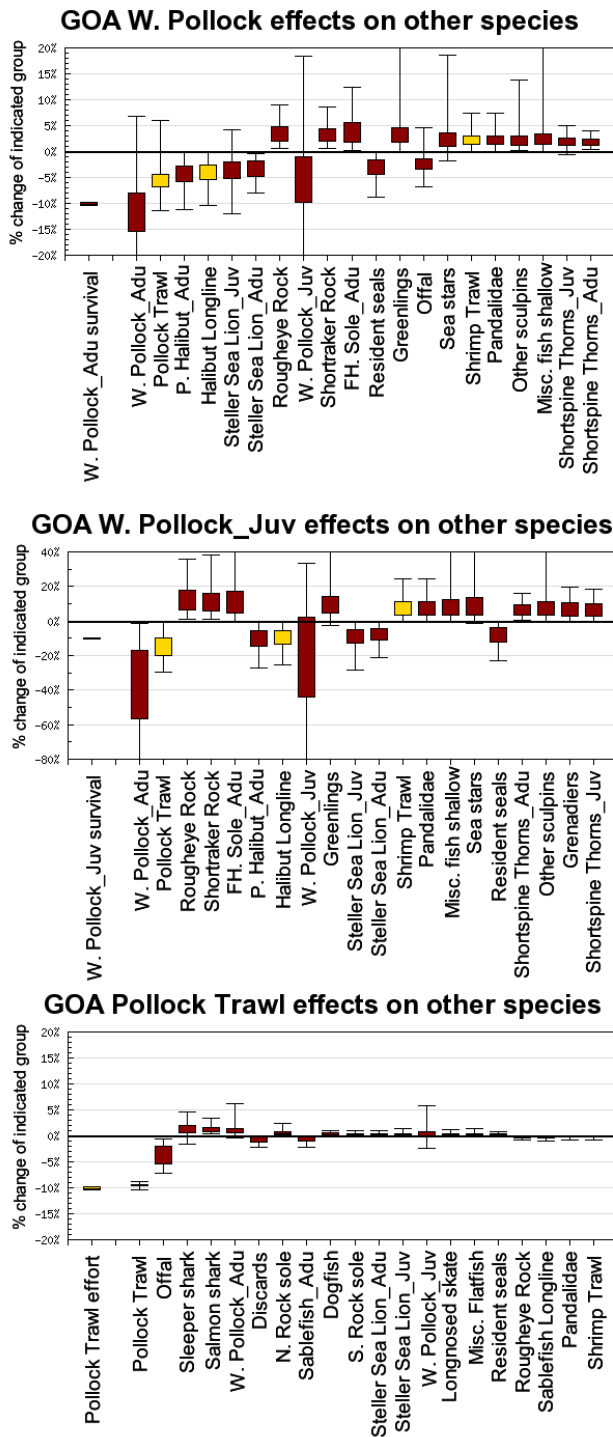 GOA W. Pollock effects on other species
% change of indicated group
20%
15%
10%
5%
0%
-5%
-10%
-15%
-20%
W. Pollock_Adu survival
W. Pollock_Adu
Pollock Trawl
P. Halibut_Adu
Halibut Longline
Steller Sea Lion_Juv
Steller Sea Lion_Adu
Rougheye Rock
W. Pollock_Juv
Shortraker Rock
FH. Sole_Adu
Resident seals
Greenlings
Offal
Sea stars
Shrimp Trawl
Pandalidae
Other sculpins
Misc. fish shallow
Shortspine Thorns_Juv
Shortspine Thorns_Adu
GOA W. Pollock_Juv effects on other species
% change of indicated group
40%
20%
0%
-20%
-40%
-60%
-80%
W. Pollock_Juv survival
W. Pollock_Adu
Pollock Trawl
Rougheye Rock
Shortraker Rock
FH. Sole_Adu
P. Halibut_Adu
Halibut Longline
W. Pollock_Juv
Greenlings
Steller Sea Lion_Juv
Steller Sea Lion_Adu
Shrimp Trawl
Pandalidae
Misc. fish shallow
Sea stars
Resident seals
Shortspine Thorns_Adu
Other sculpins
Grenadiers
Shortspine Thorns_Juv
GOA Pollock Trawl effects on other species
% change of indicated group
20%
15%
10%
5%
0%
-5%
-10%
-15%
-20%
Pollock Trawl effort
Pollock Trawl
Offal
Sleeper shark
Salmon shark
W. Pollock_Adu
Discards
N. Rock sole
Sablefish_Adu
Dogfish
S. Rock sole
Steller Sea Lion_Adu
Steller Sea Lion_Juv
W. Pollock_Juv
Longnosed skate
Misc. Flatfish
Resident seals
Rougheye Rock
Sablefish Longline
Pandalidae
Shrimp Trawl